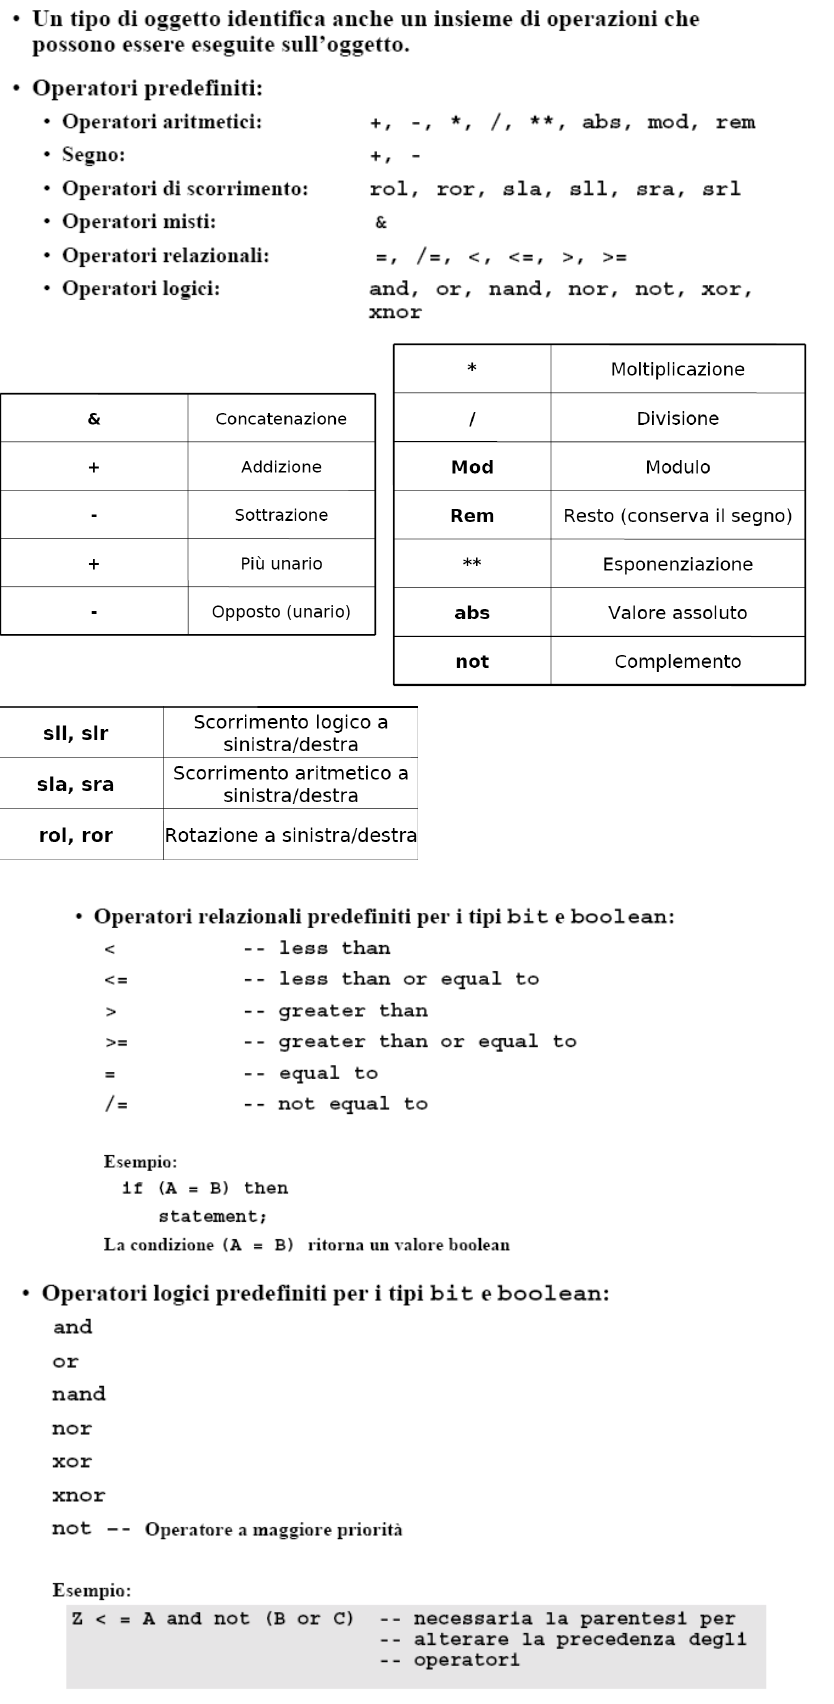 • Un tipo di oggetto identifica anche un insieme di operazioni che
possono essere eseguite sull'oggetto.
• Operatori predefiniti:
• Operatori aritmetici: +, -, *, /, **, abs, mod, rem
• Segno: +, -
• Operatori di scorrimento: rol, ror, sla, sll, sra, srl
• Operatori misti: &
• Operatori relazionali: =, /=, <, <=, >, >=
• Operatori logici: and, or, nand, nor, not, xor,
xnor
& Concatenazione
+ Addizione
- Sottrazione
+ Più unario
- Opposto (unario)
* Moltiplicazione
/ Divisione
Mod Modulo
Rem Resto (conserva il segno)
** Esponenziazione
abs Valore assoluto
not Complemento
sll, slr Scorrimento logico a
sinistra/destra
sla, sra Scorrimento aritmetico a
sinistra/destra
rol, ror Rotazione a sinistra/destra
• Operatori relazionali predefiniti per i tipi bit e boolean:
< -- less than
<= -- less than or equal to
> -- greater than
>= -- greater than or equal to
= -- equal to
/= -- not equal to
Esempio:
if (A = B) then
statement;
La condizione (A = B) ritorna un valore boolean
• Operatori logici predefiniti per i tipi bit e boolean:
and
or
nand
nor
xor
xnor
not -- Operatore a maggiore priorità
Esempio:
Z < = A and not (B or C) -- necessaria la parentesi per
-- alterare la precedenza degli
-- operatori